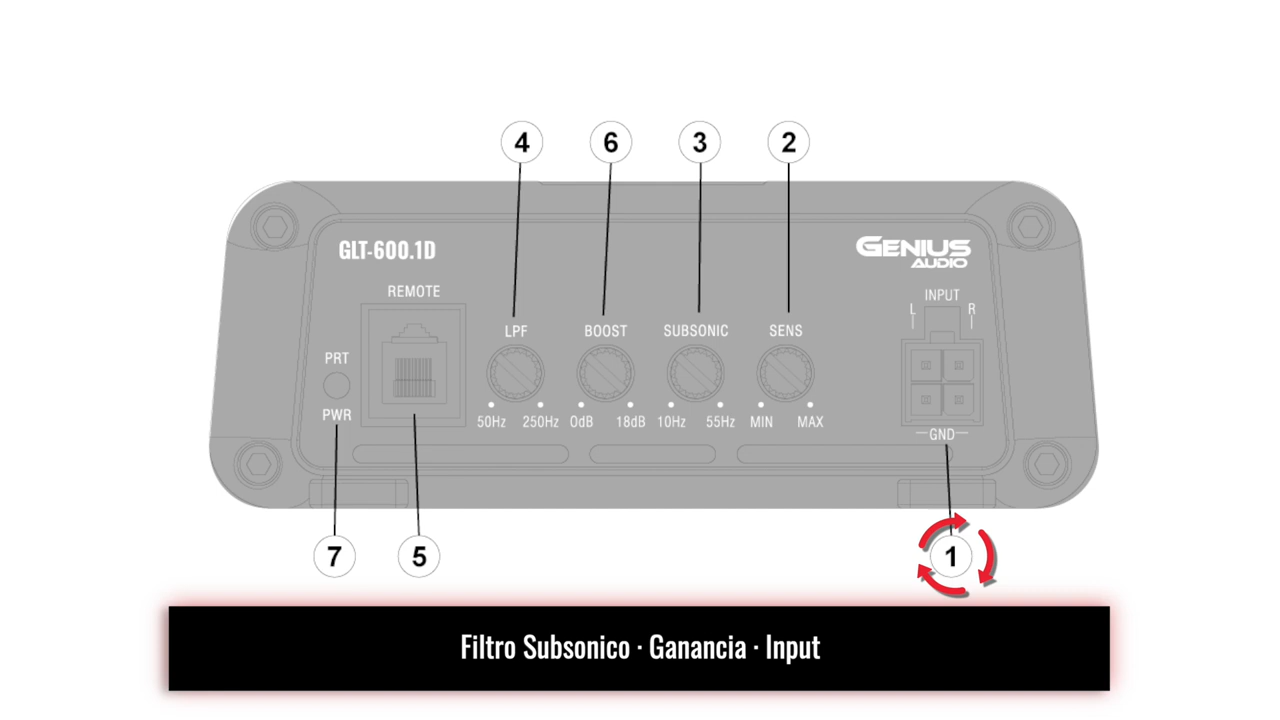 4 6 3 2
GLT-600.1D
GENIUS
AUDIO
REMOTE
INPUT
L R
LPF BOOST SUBSONIC SENS
PRT
PWR
50Hz 250Hz 0dB 18dB 10Hz 55Hz MIN MAX
GND
7 5 1
Filtro Subsonico · Ganancia · Input